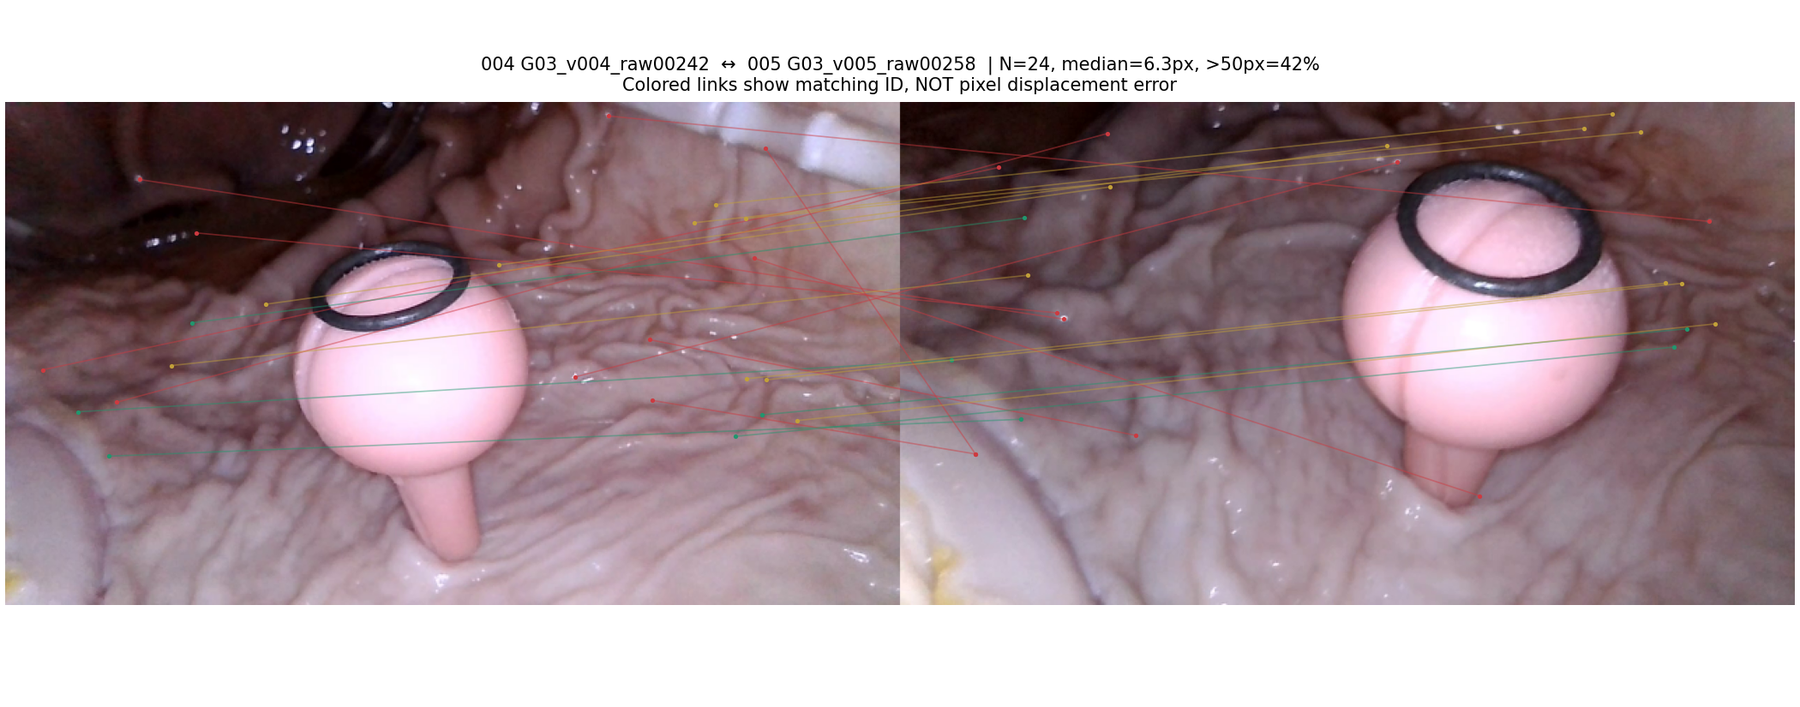 004 G03_v004_raw00242 ↔ 005 G03_v005_raw00258 | N=24, median=6.3px, >50px=42%
Colored links show matching ID, NOT pixel displacement error